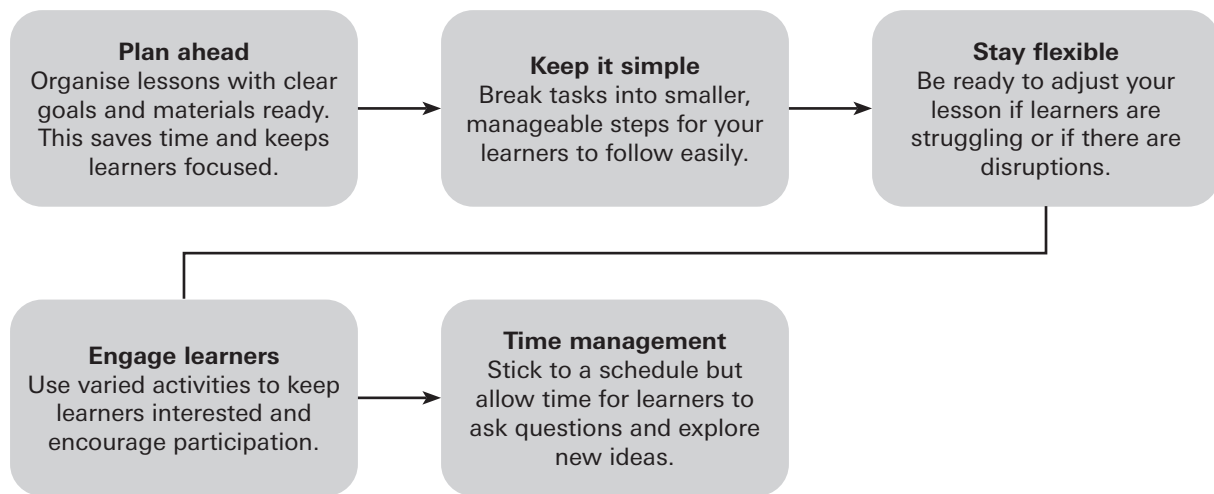 Plan ahead
Organise lessons with clear
goals and materials ready.
This saves time and keeps
learners focused.
Keep it simple
Break tasks into smaller,
manageable steps for your
learners to follow easily.
Stay flexible
Be ready to adjust your
lesson if learners are
struggling or if there are
disruptions.
Engage learners
Use varied activities to keep
learners interested and
encourage participation.
Time management
Stick to a schedule but
allow time for learners to
ask questions and explore
new ideas.